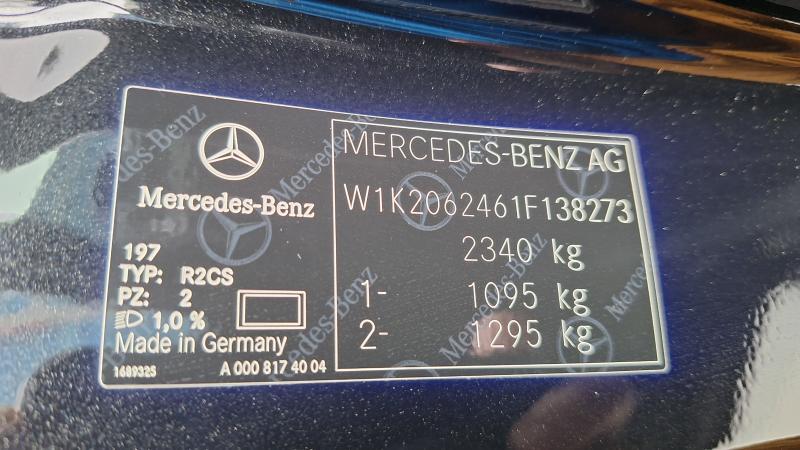 Mercedes-Benz
197
TYP: R2CS
PZ: 2
1,0 %
Made in Germany
1689325
A 000 817 40 04
MERCEDES-BENZ AG
W1K2062461F138273
2340 kg
1- 1095 kg
2- 1295 kg